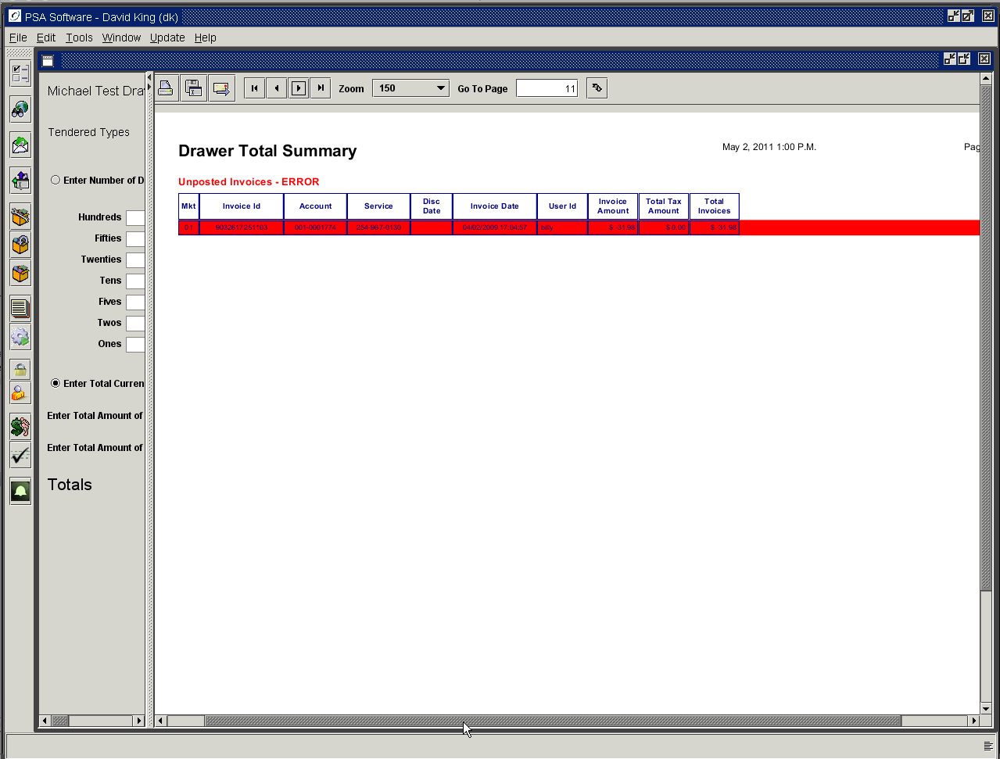 PSA Software - David King (dk)
File Edit Tools Window Update Help
Michael Test Dra
Zoom 150 Go To Page 11
Tendered Types
Enter Number of D
Hundreds
Fifties
Twenties
Tens
Fives
Twos
Ones
Enter Total Curren
Enter Total Amount of
Enter Total Amount of
Totals
Drawer Total Summary
May 2, 2011 1:00 P.M.
Pag
Unposted Invoices - ERROR
Mkt Invoice Id Account Service Disc Date Invoice Date User Id Invoice Amount Total Tax Amount Total Invoices
01 9032617251103 001-0001774 254-967-0130 04/02/2009 17:04:57 billy $ -31.98 $ 0.00 $ -31.98